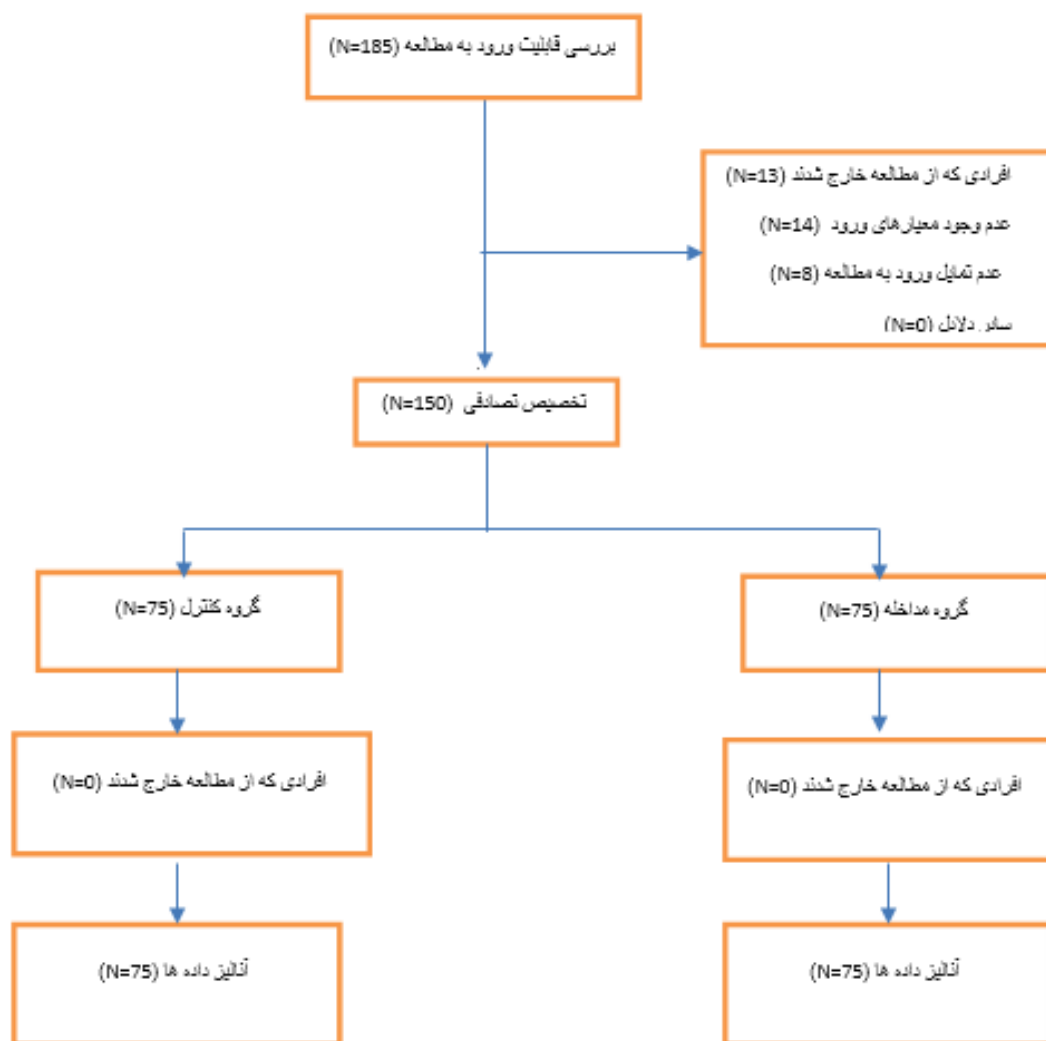 بررسی قابلیت ورود به مطالعه (N=185)
افرادی که از مطالعه خارج شدند (N=13)
عدم وجود معیارهای ورود (N=14)
عدم تمایل ورود به مطالعه (N=8)
سایر دلایل (N=0)
تخصیص تصادفی (N=150)
گروه مداخله (N=75)
گروه کنترل (N=75)
افرادی که از مطالعه خارج شدند (N=0)
افرادی که از مطالعه خارج شدند (N=0)
آنالیز داده ها (N=75)
آنالیز داده ها (N=75)